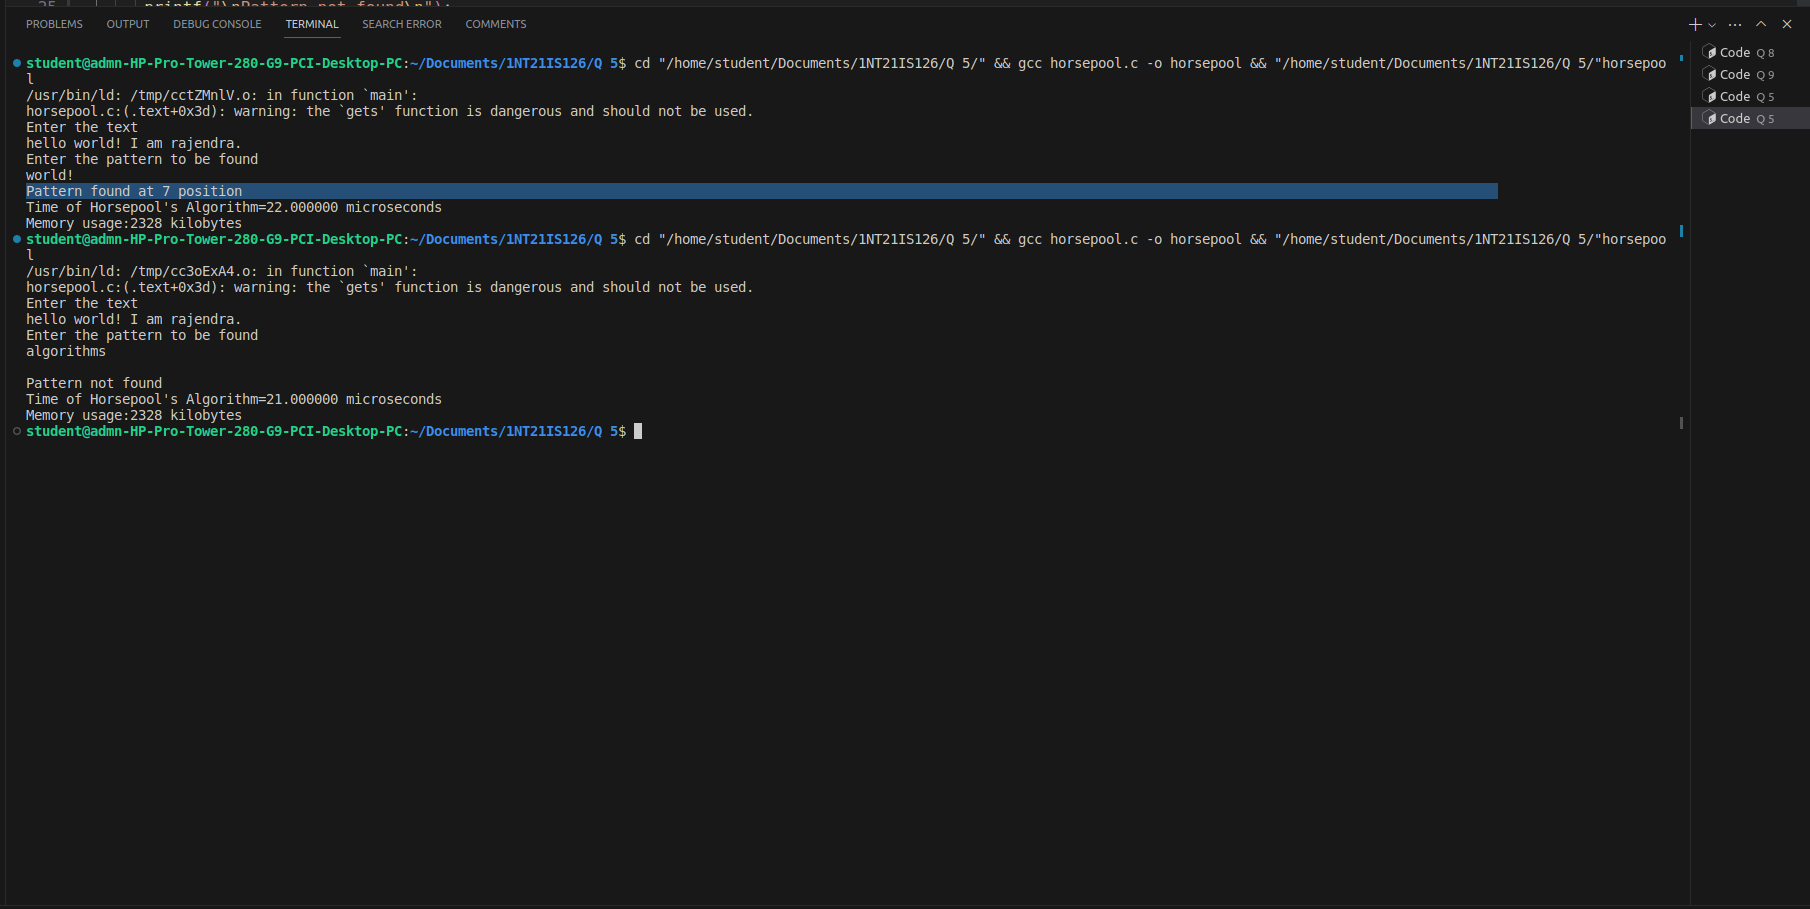 25 printf("\nPattern not found\n");
PROBLEMS OUTPUT DEBUG CONSOLE TERMINAL SEARCH ERROR COMMENTS
student@admn-HP-Pro-Tower-280-G9-PCI-Desktop-PC:~/Documents/1NT21IS126/Q 5$ cd "/home/student/Documents/1NT21IS126/Q 5/" && gcc horsepool.c -o horsepool && "/home/student/Documents/1NT21IS126/Q 5/"horsepoo
l
/usr/bin/ld: /tmp/cctZMnlV.o: in function `main':
horsepool.c:(.text+0x3d): warning: the `gets' function is dangerous and should not be used.
Enter the text
hello world! I am rajendra.
Enter the pattern to be found
world!
Pattern found at 7 position
Time of Horsepool's Algorithm=22.000000 microseconds
Memory usage:2328 kilobytes
student@admn-HP-Pro-Tower-280-G9-PCI-Desktop-PC:~/Documents/1NT21IS126/Q 5$ cd "/home/student/Documents/1NT21IS126/Q 5/" && gcc horsepool.c -o horsepool && "/home/student/Documents/1NT21IS126/Q 5/"horsepoo
l
/usr/bin/ld: /tmp/cc3oExA4.o: in function `main':
horsepool.c:(.text+0x3d): warning: the `gets' function is dangerous and should not be used.
Enter the text
hello world! I am rajendra.
Enter the pattern to be found
algorithms
Pattern not found
Time of Horsepool's Algorithm=21.000000 microseconds
Memory usage:2328 kilobytes
student@admn-HP-Pro-Tower-280-G9-PCI-Desktop-PC:~/Documents/1NT21IS126/Q 5$
Code Q 8
Code Q 9
Code Q 5
Code Q 5